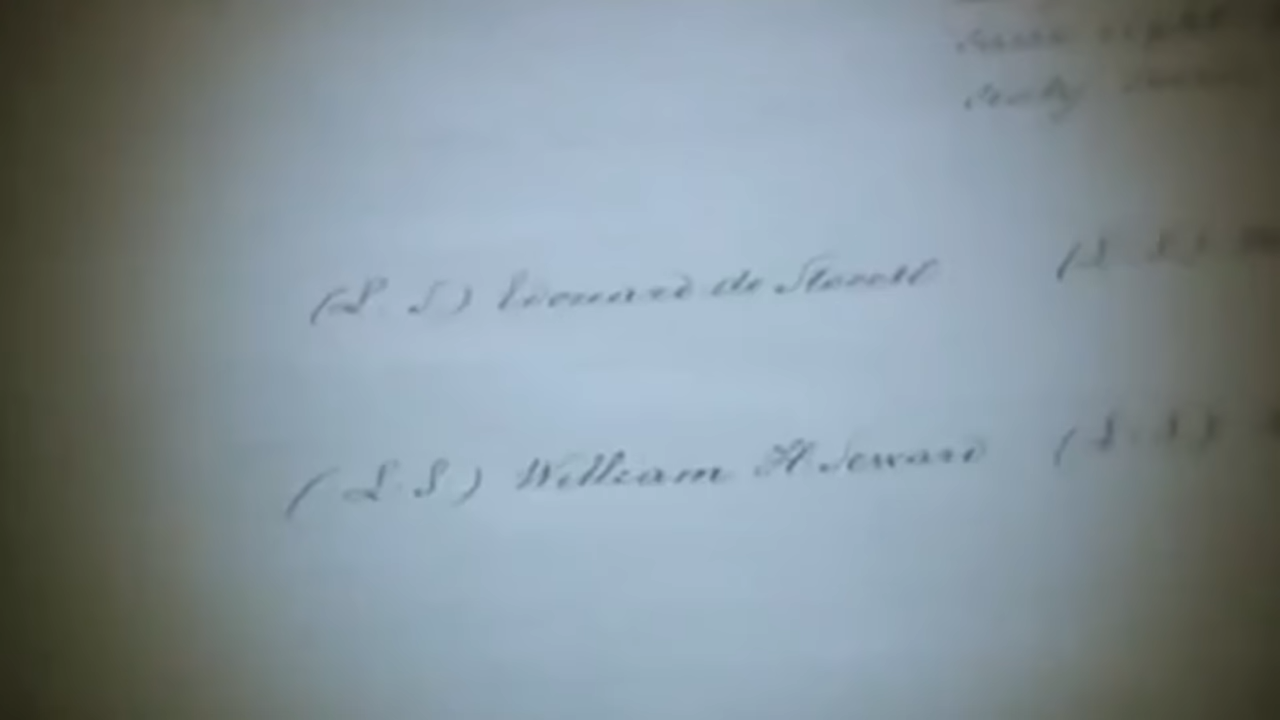 (L. S.) Edouard de Stoeckl
(L. S.) William H Seward
(L. S.)
(L. S.)